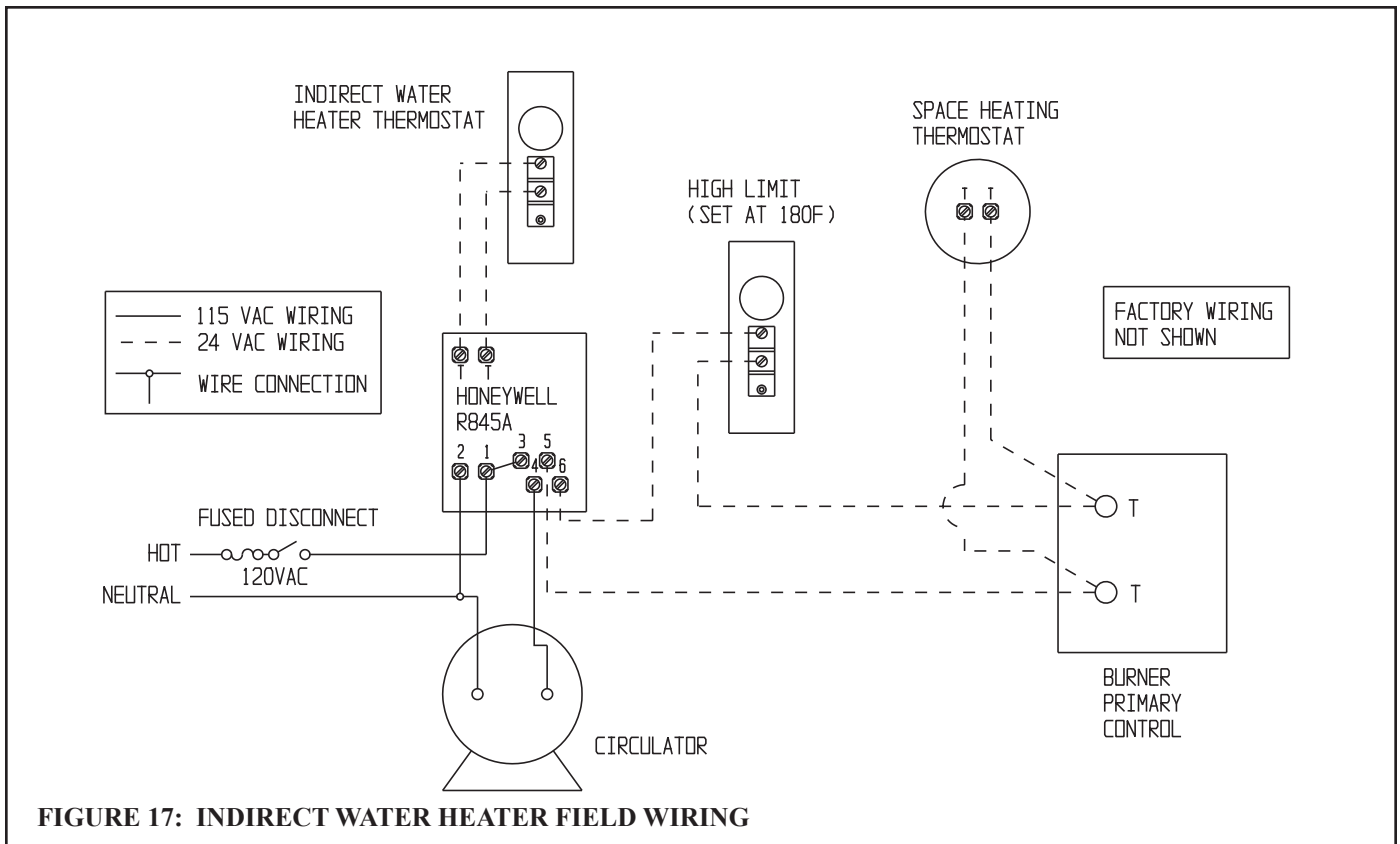 INDIRECT WATER
HEATER THERMOSTAT
SPACE HEATING
THERMOSTAT
HIGH LIMIT
(SET AT 180F)
T T
115 VAC WIRING
24 VAC WIRING
WIRE CONNECTION
FACTORY WIRING
NOT SHOWN
T T
HONEYWELL
R845A
2 1 3 5
4 6
FUSED DISCONNECT
HOT
120VAC
NEUTRAL
T
T
BURNER
PRIMARY
CONTROL
CIRCULATOR
FIGURE 17: INDIRECT WATER HEATER FIELD WIRING